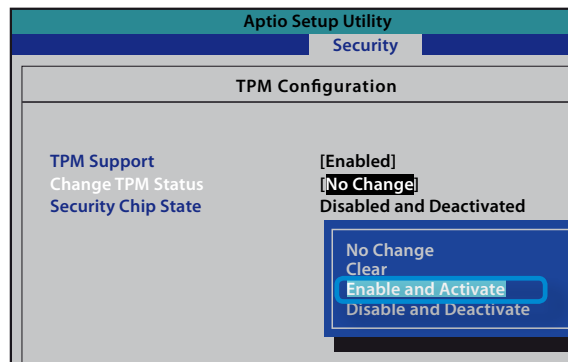 Aptio Setup Utility
Security
TPM Configuration
TPM Support [Enabled]
Change TPM Status [No Change]
Security Chip State Disabled and Deactivated
No Change
Clear
Enable and Activate
Disable and Deactivate